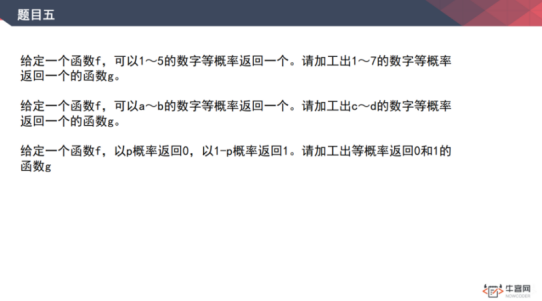 题目五
给定一个函数f，可以1～5的数字等概率返回一个。请加工出1～7的数字等概率
返回一个的函数g。
给定一个函数f，可以a～b的数字等概率返回一个。请加工出c～d的数字等概率
返回一个的函数g。
给定一个函数f，以p概率返回0，以1-p概率返回1。请加工出等概率返回0和1的
函数g
牛客网
NOWCODER